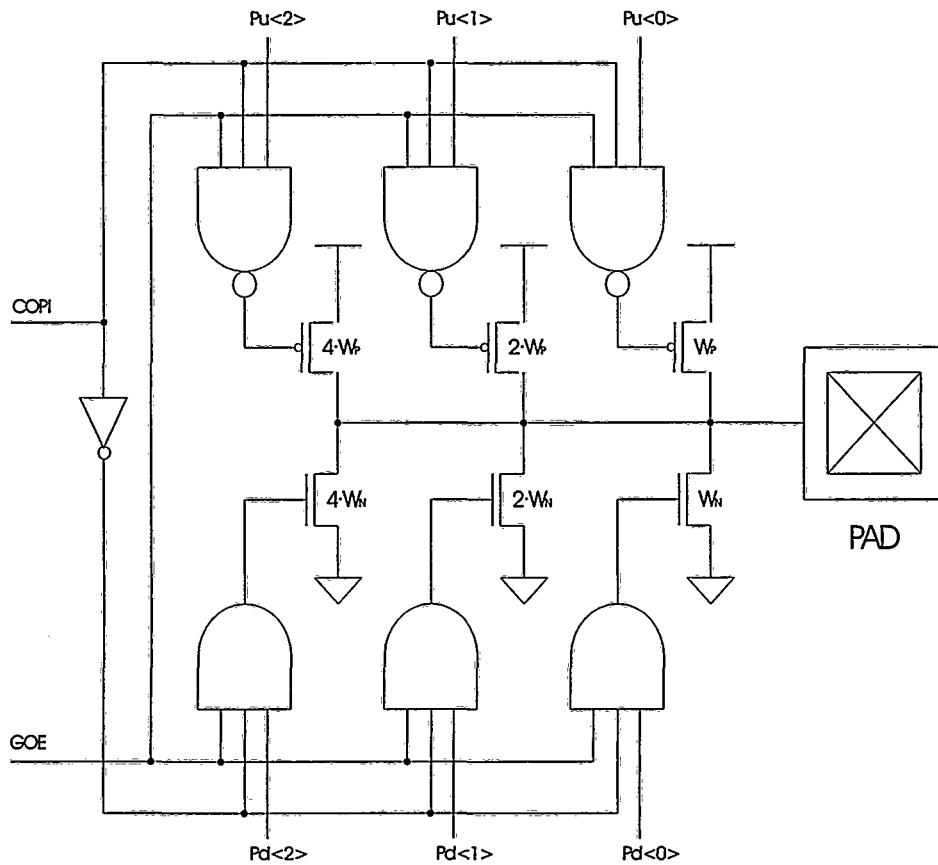 Pu<2> Pu<1> Pu<0>
COPI
4·WP 2·WP WP
4·WN 2·WN WN
PAD
GOE
Pd<2> Pd<1> Pd<0>